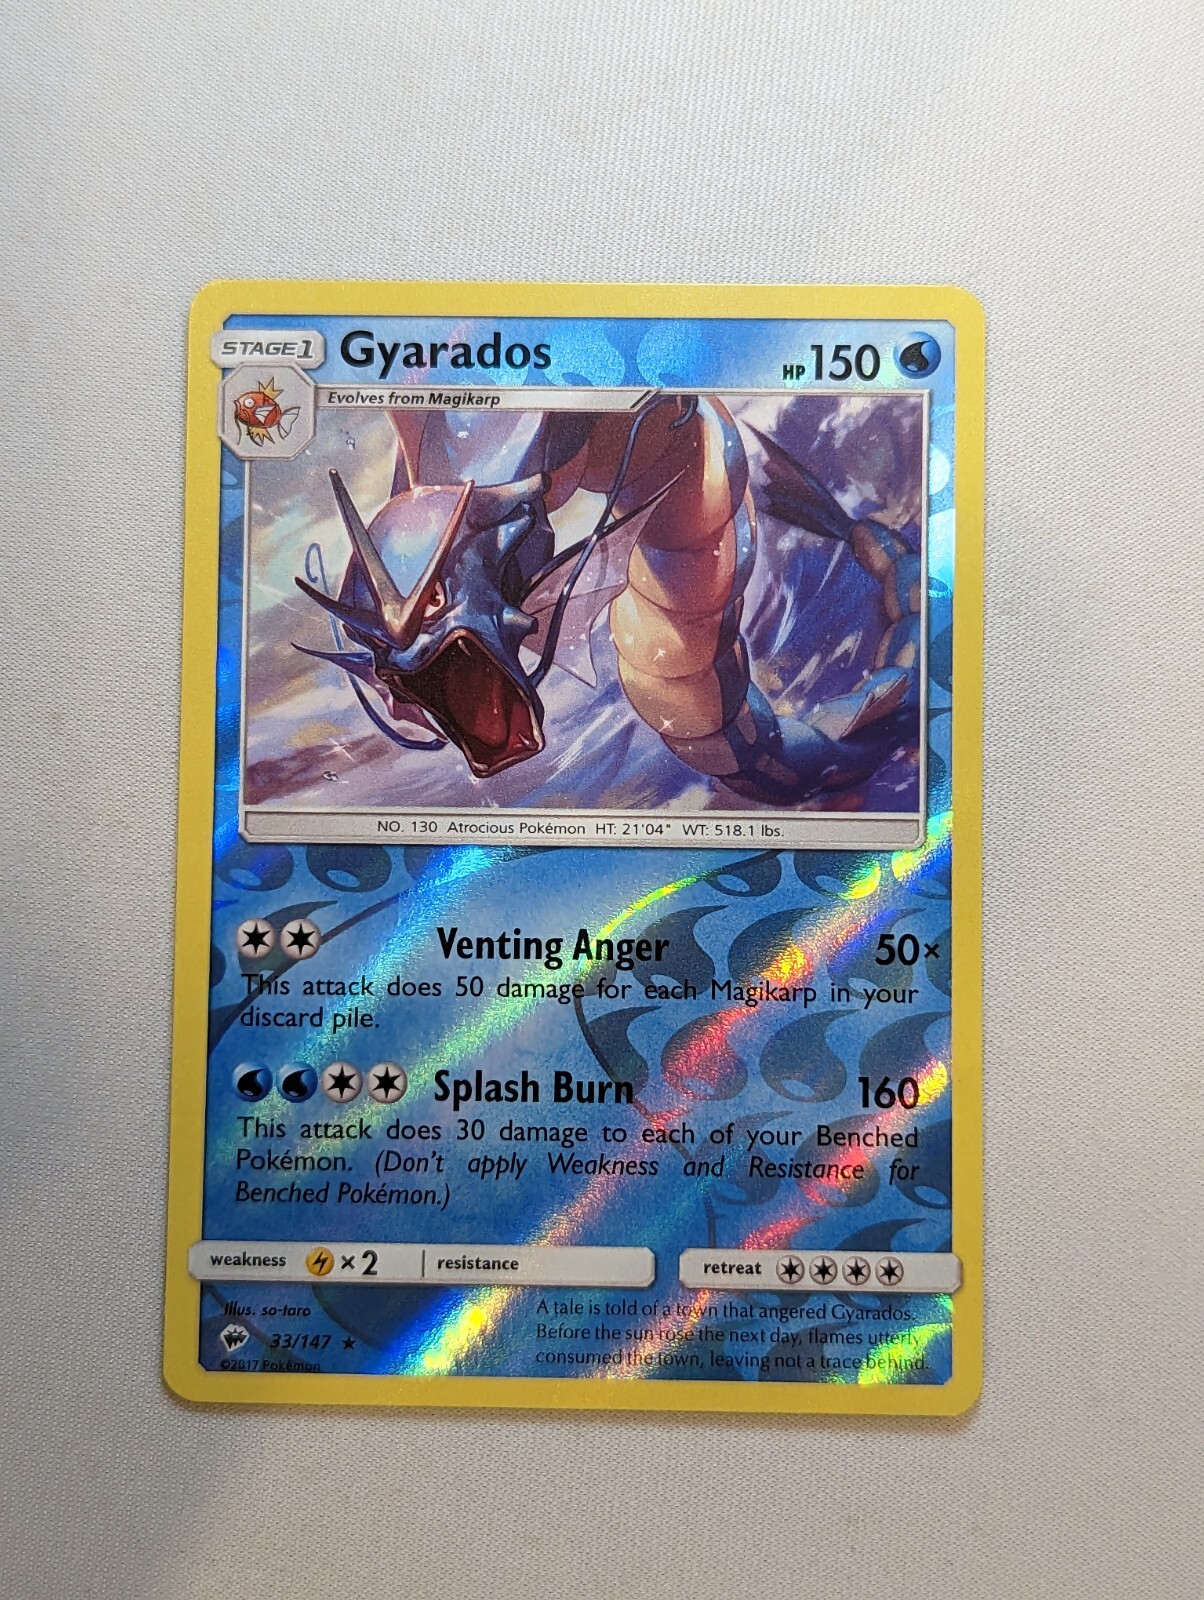 STAGE 1 Gyarados HP 150
Evolves from Magikarp
NO. 130 Atrocious Pokémon HT: 21'04" WT: 518.1 lbs.
Venting Anger 50×
This attack does 50 damage for each Magikarp in your
discard pile.
Splash Burn 160
This attack does 30 damage to each of your Benched
Pokémon. (Don't apply Weakness and Resistance for
Benched Pokémon.)
weakness ×2 resistance retreat
Illus. so-taro
33/147 ★
©2017 Pokémon
A tale is told of a town that angered Gyarados.
Before the sun rose the next day, flames utterly
consumed the town, leaving not a trace behind.